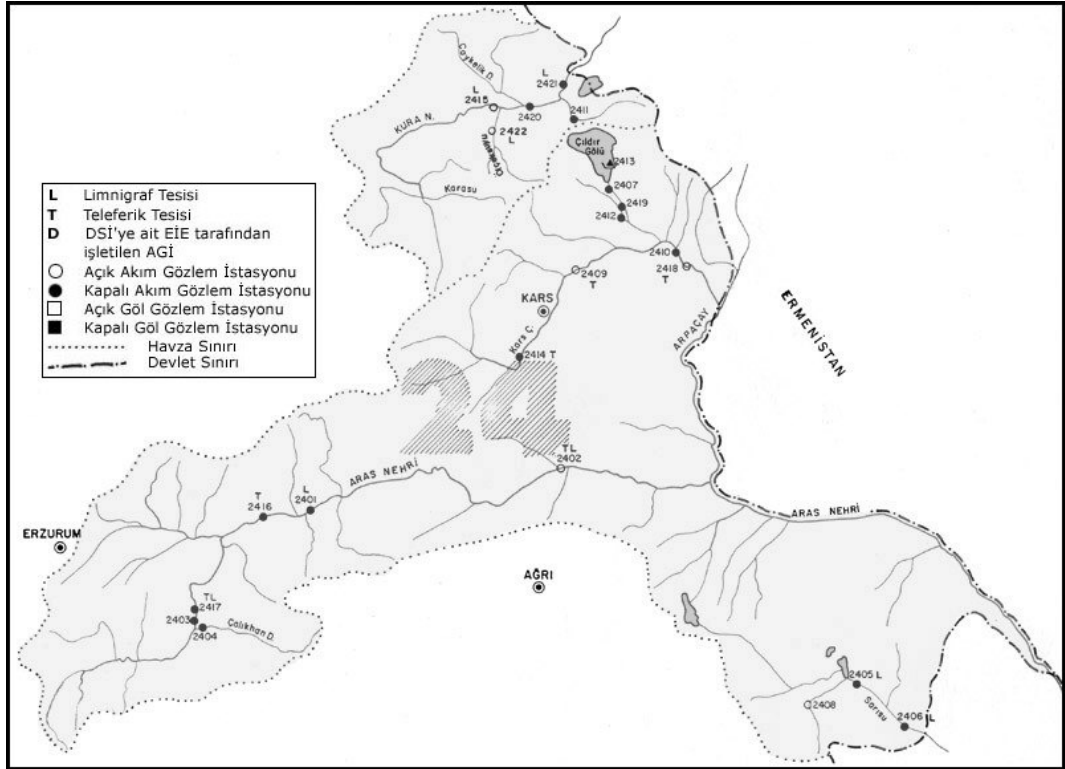 Çaykelik D.
L
2421
L
2415
2420
2411
KURA N.
2422
L
Karasu
Çıldır
Gölü
2413
2407
2419
2412
2410
2418
T
2409
T
KARS
Kars Ç.
2414 T
ARPAÇAY
ERMENİSTAN
L Limnigraf Tesisi
T Teleferik Tesisi
D DSİ'ye ait EİE tarafından
işletilen AGİ
Açık Akım Gözlem İstasyonu
Kapalı Akım Gözlem İstasyonu
Açık Göl Gözlem İstasyonu
Kapalı Göl Gözlem İstasyonu
Havza Sınırı
Devlet Sınırı
24
TL
2402
ARAS NEHRİ
L
2401
T
2416
ERZURUM
ARAS NEHRİ
AĞRI
TL
2417
2403
2404
Çalıkhan D.
2405 L
2408
Sarısu
2406 L